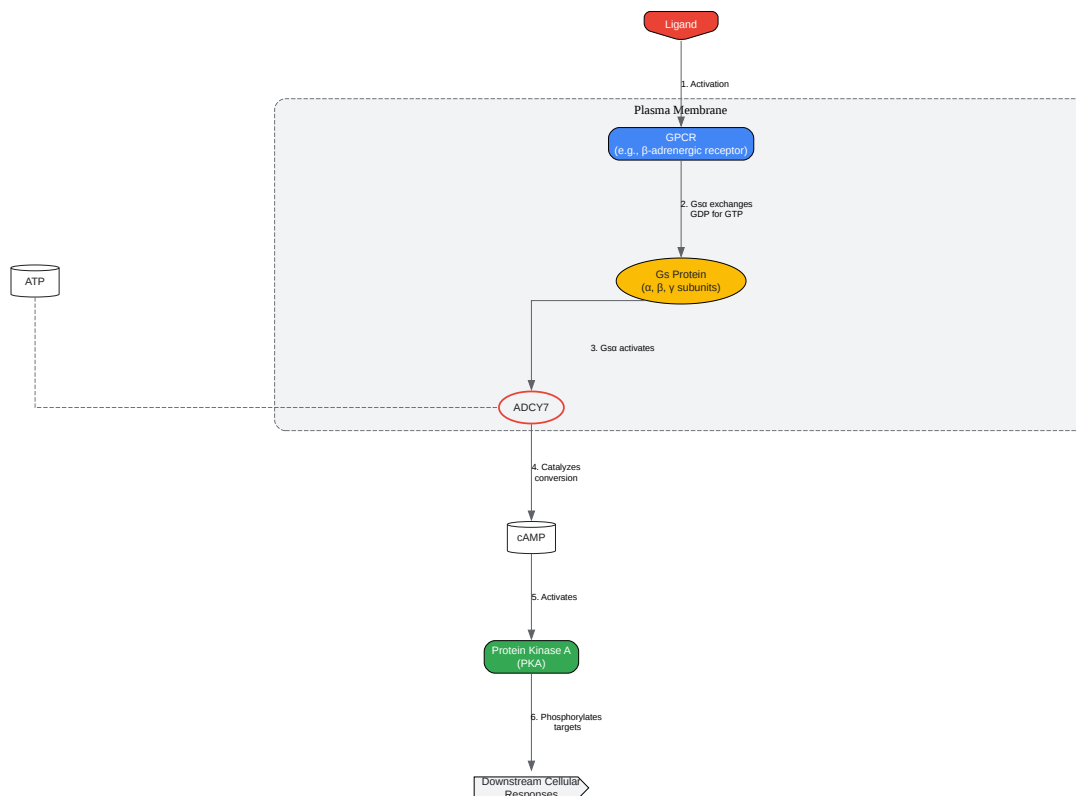 Ligand
1. Activation
Plasma Membrane
GPCR
(e.g., β-adrenergic receptor)
2. Gsα exchanges
GDP for GTP
ATP
Gs Protein
(α, β, γ subunits)
3. Gsα activates
ADCY7
4. Catalyzes
conversion
cAMP
5. Activates
Protein Kinase A
(PKA)
6. Phosphorylates
targets
Downstream Cellular
Responses